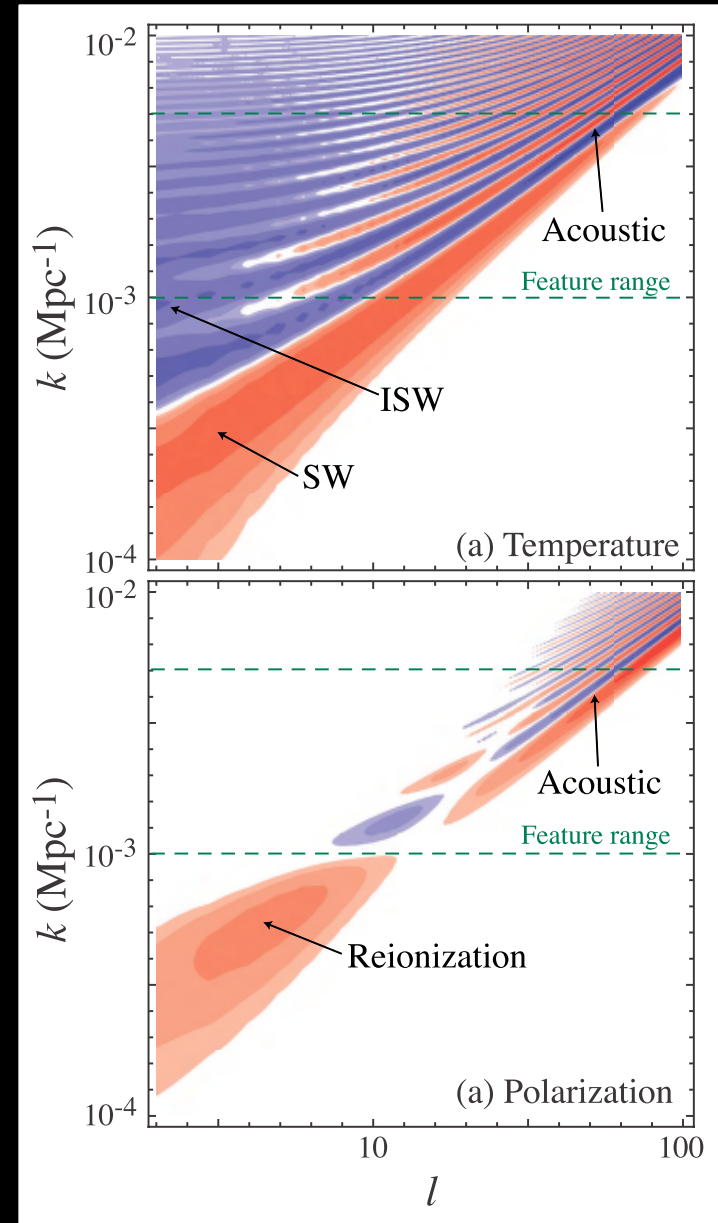 10⁻²
Acoustic
Feature range
10⁻³
k (Mpc⁻¹)
ISW
SW
(a) Temperature
10⁻⁴
10⁻²
Acoustic
Feature range
10⁻³
k (Mpc⁻¹)
Reionization
(a) Polarization
10⁻⁴
10
100
l